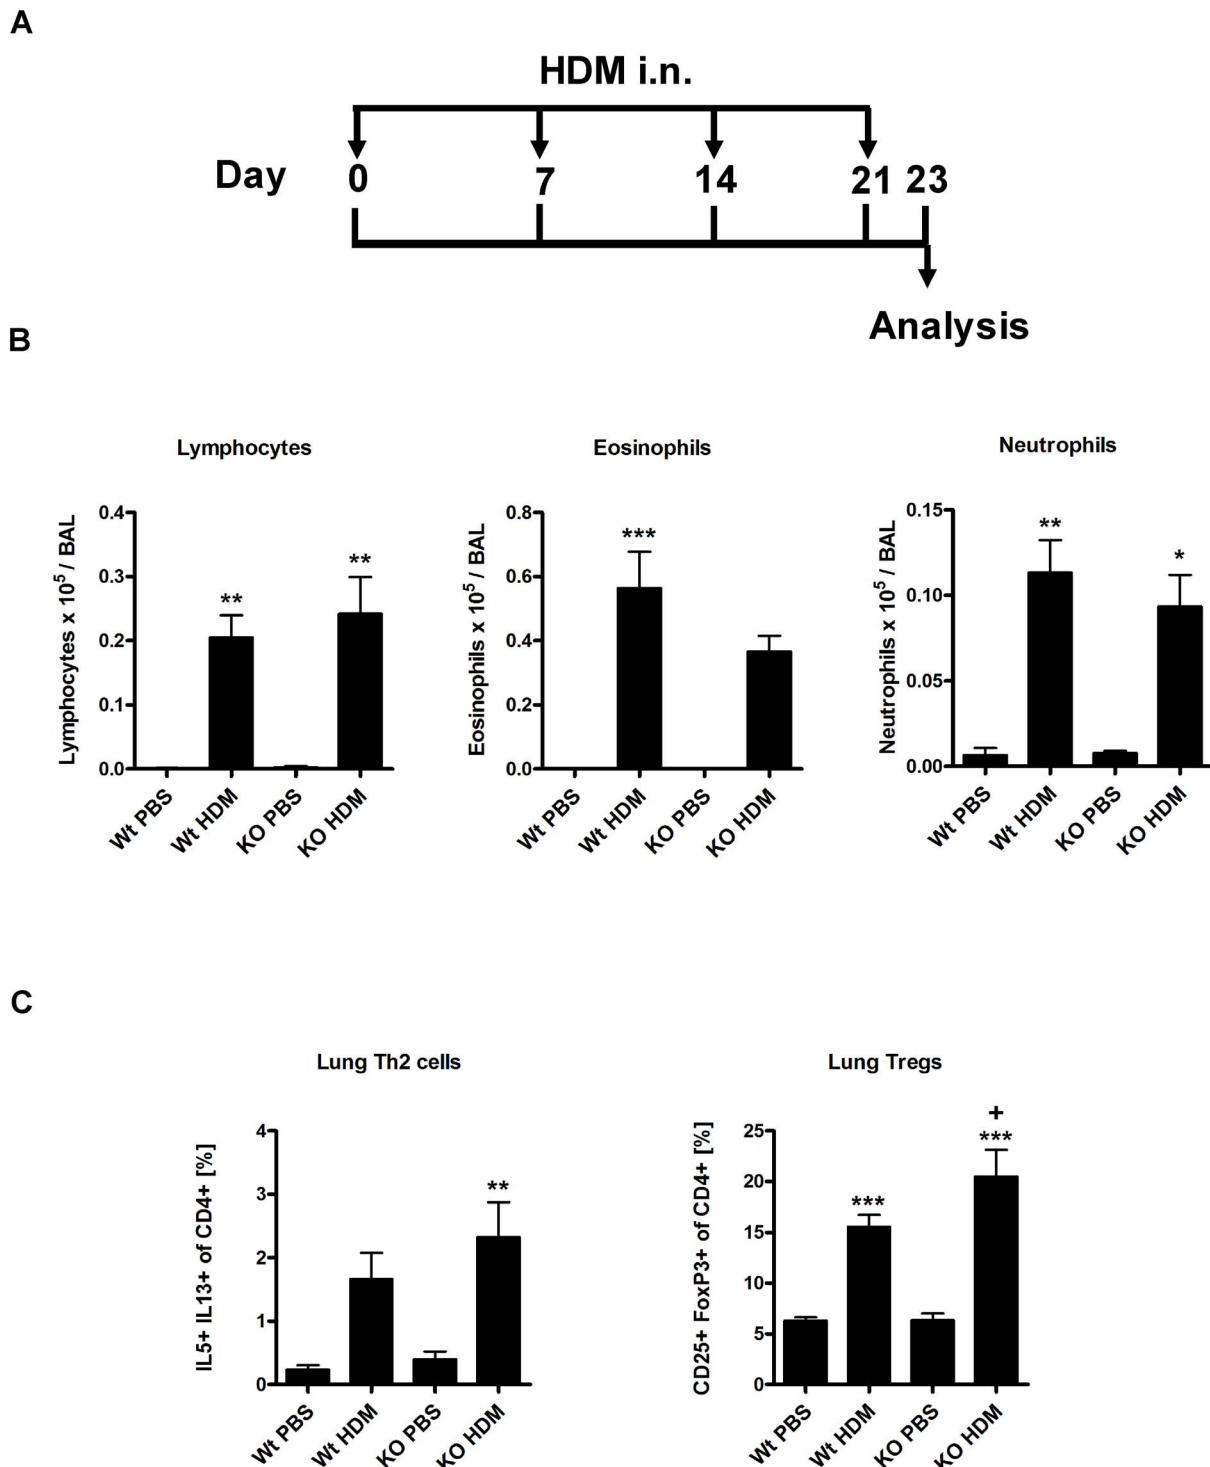 A
HDM i.n.
Day 0 7 14 21 23
Analysis
B
Lymphocytes
Lymphocytes x 10⁵ / BAL
0.4
0.3
0.2
0.1
0.0
**
**
Wt PBS
Wt HDM
KO PBS
KO HDM
Eosinophils
Eosinophils x 10⁵ / BAL
0.8
0.6
0.4
0.2
0.0
***
Wt PBS
Wt HDM
KO PBS
KO HDM
Neutrophils
Neutrophils x 10⁵ / BAL
0.15
0.10
0.05
0.00
**
*
Wt PBS
Wt HDM
KO PBS
KO HDM
C
Lung Th2 cells
IL5+ IL13+ of CD4+ [%]
4
3
2
1
0
**
Wt PBS
Wt HDM
KO PBS
KO HDM
Lung Tregs
CD25+ FoxP3+ of CD4+ [%]
25
20
15
10
5
0
***
+
***
Wt PBS
Wt HDM
KO PBS
KO HDM